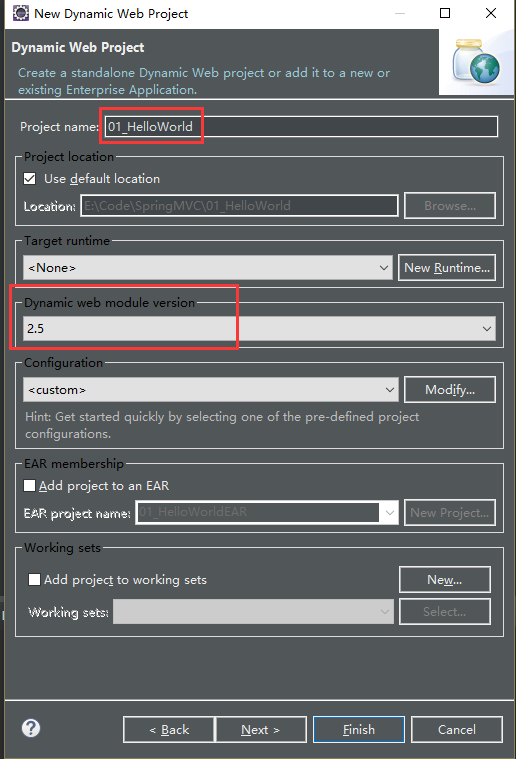 New Dynamic Web Project
Dynamic Web Project
Create a standalone Dynamic Web project or add it to a new or
existing Enterprise Application.
Project name: 01_HelloWorld
Project location
Use default location
Location: E:\Code\SpringMVC\01_HelloWorld Browse...
Target runtime
<None> New Runtime...
Dynamic web module version
2.5
Configuration
<custom> Modify...
Hint: Get started quickly by selecting one of the pre-defined project
configurations.
EAR membership
Add project to an EAR
EAR project name: 01_HelloWorldEAR New Project...
Working sets
Add project to working sets New...
Working sets: Select...
? < Back Next > Finish Cancel